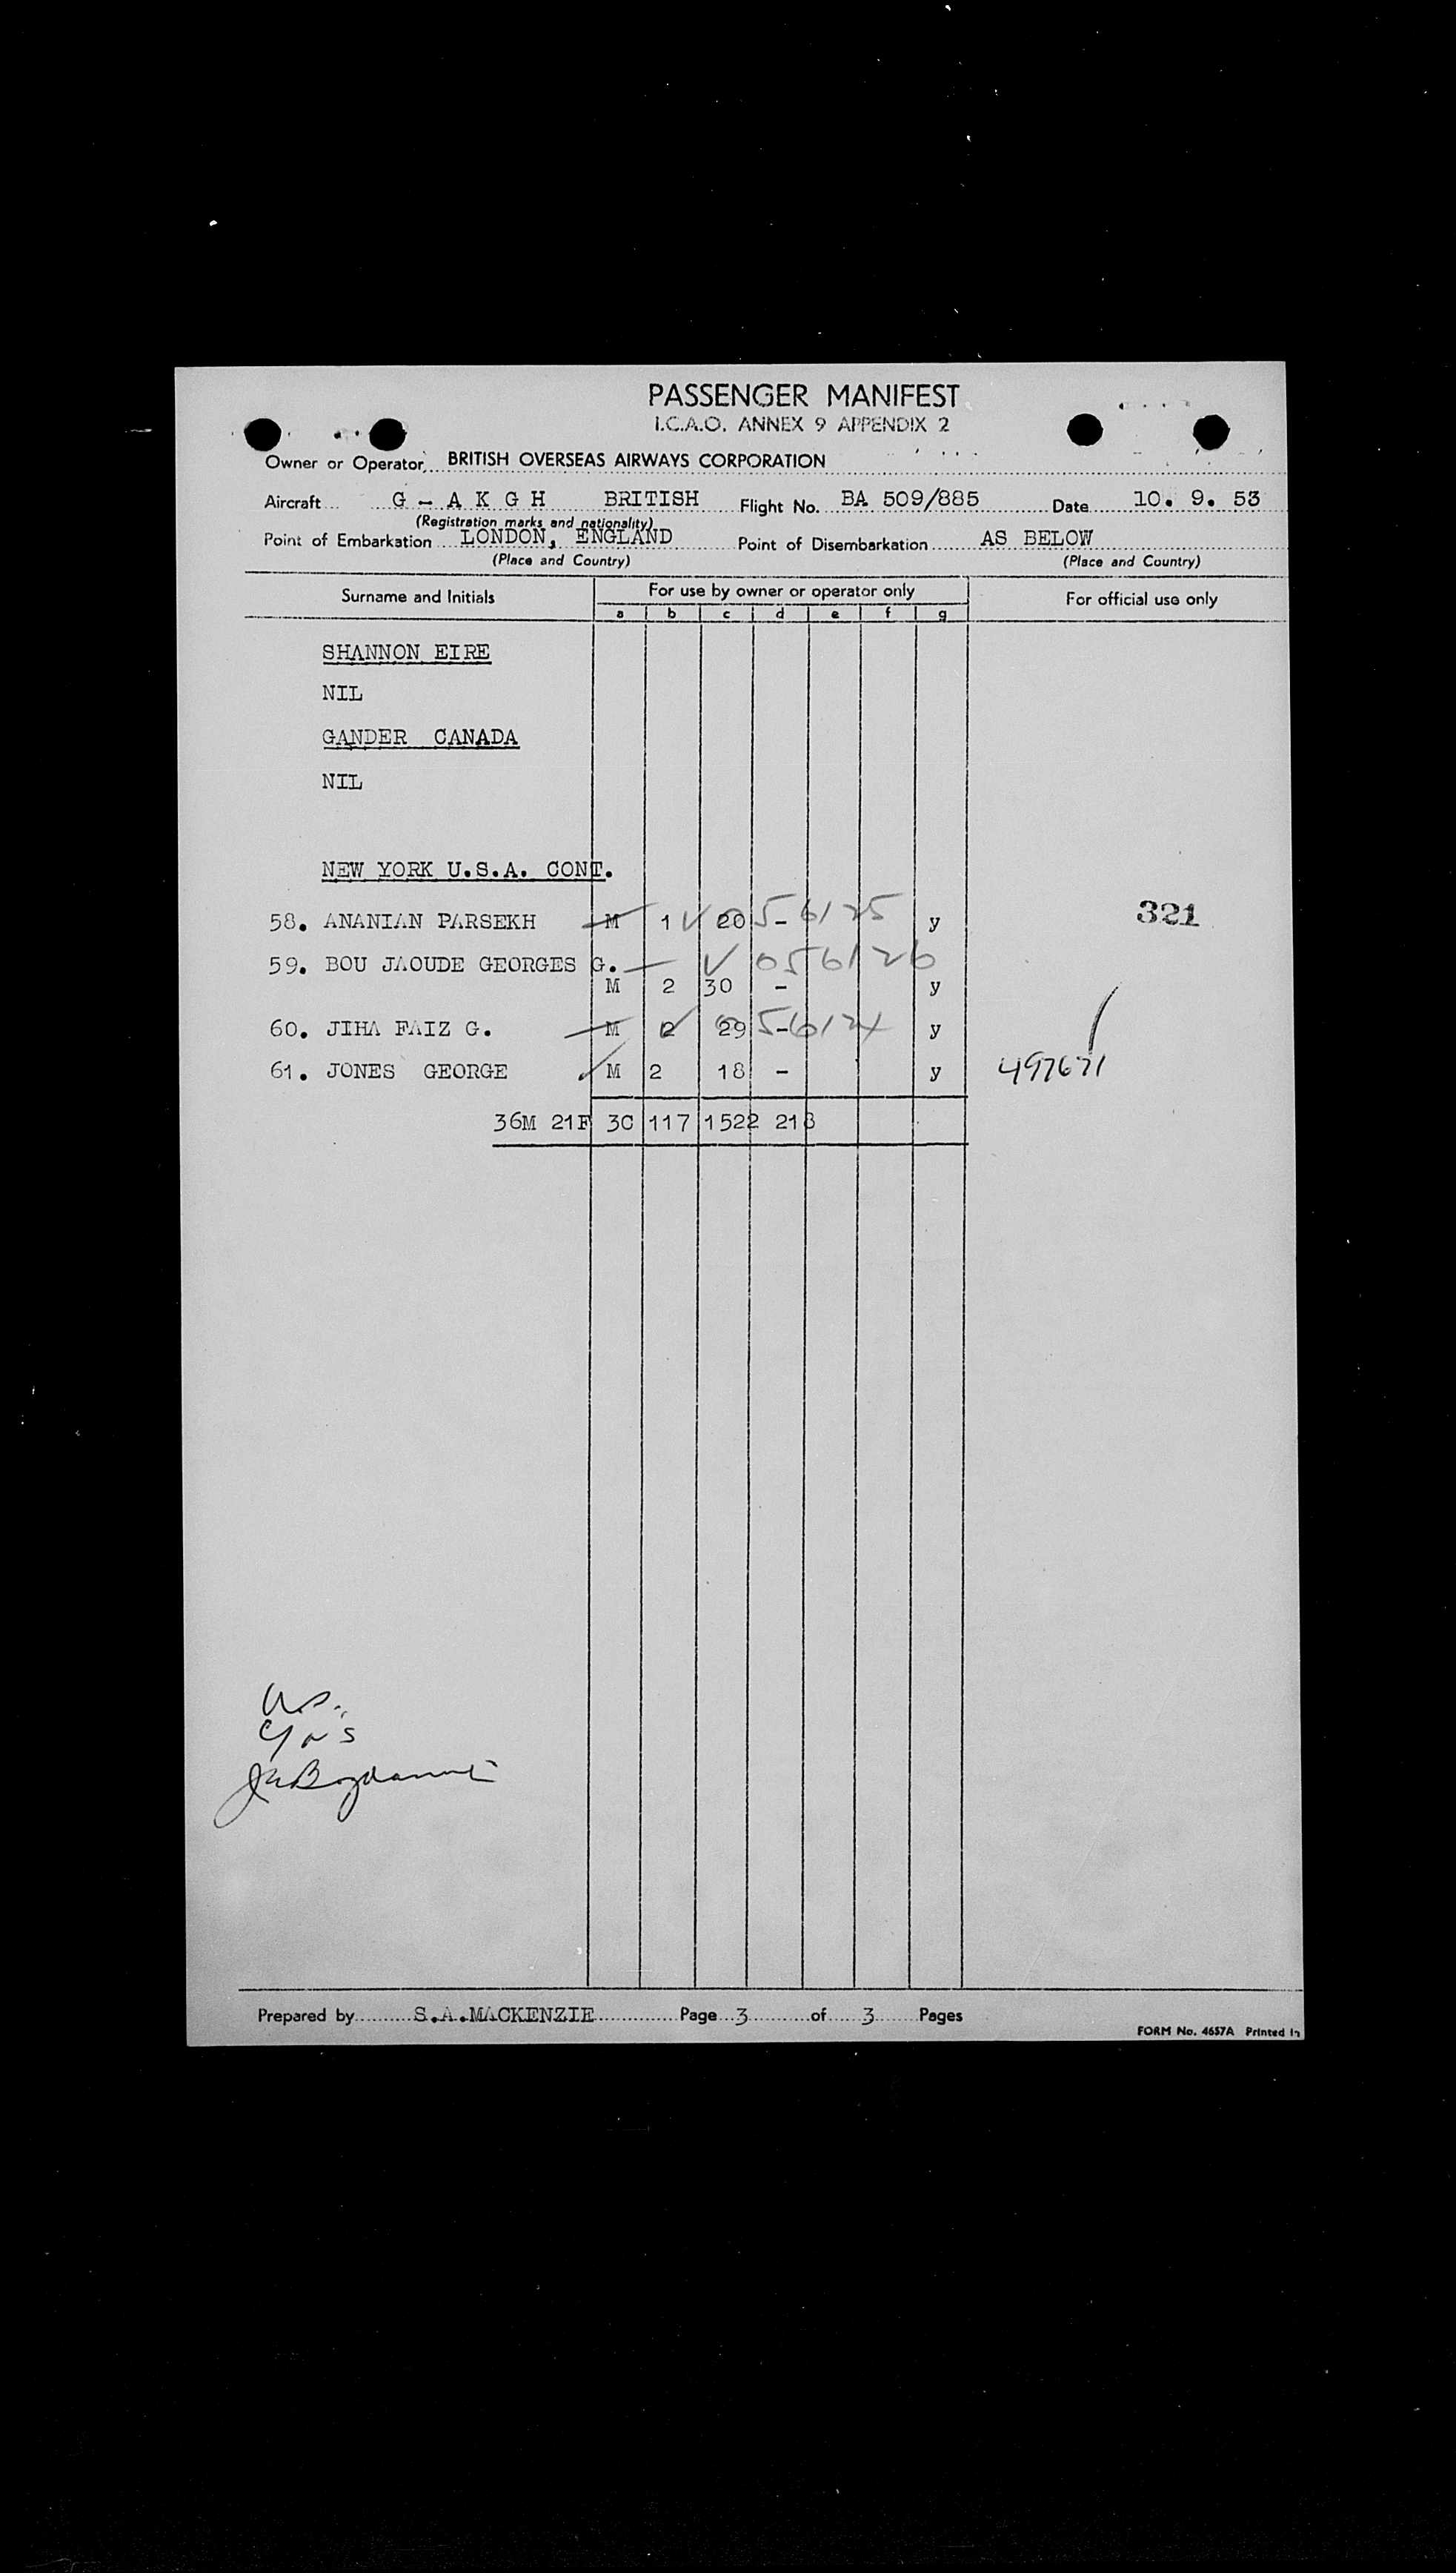 PASSENGER MANIFEST
I.C.A.O. ANNEX 9 APPENDIX 2
Owner or Operator BRITISH OVERSEAS AIRWAYS CORPORATION
Aircraft G - A K G H BRITISH Flight No. BA 509/885 Date 10. 9. 53
(Registration marks and nationality)
Point of Embarkation LONDON, ENGLAND Point of Disembarkation AS BELOW
(Place and Country) (Place and Country)
Surname and Initials For use by owner or operator only For official use only
a b c d e f g
SHANNON EIRE
NIL
GANDER CANADA
NIL
NEW YORK U.S.A. CONT.
58. ANANIAN PARSEKH M 1 20 - y 321
59. BOU JAOUDE GEORGES G. 056126
M 2 30 - y
60. JIHA FAIZ G. M 2 29 - y
61. JONES GEORGE M 2 18 - y 497671
36M 21F 3C 117 1522 218
Prepared by S.A.MACKENZIE Page 3 of 3 Pages
FORM No. 4657A Printed in